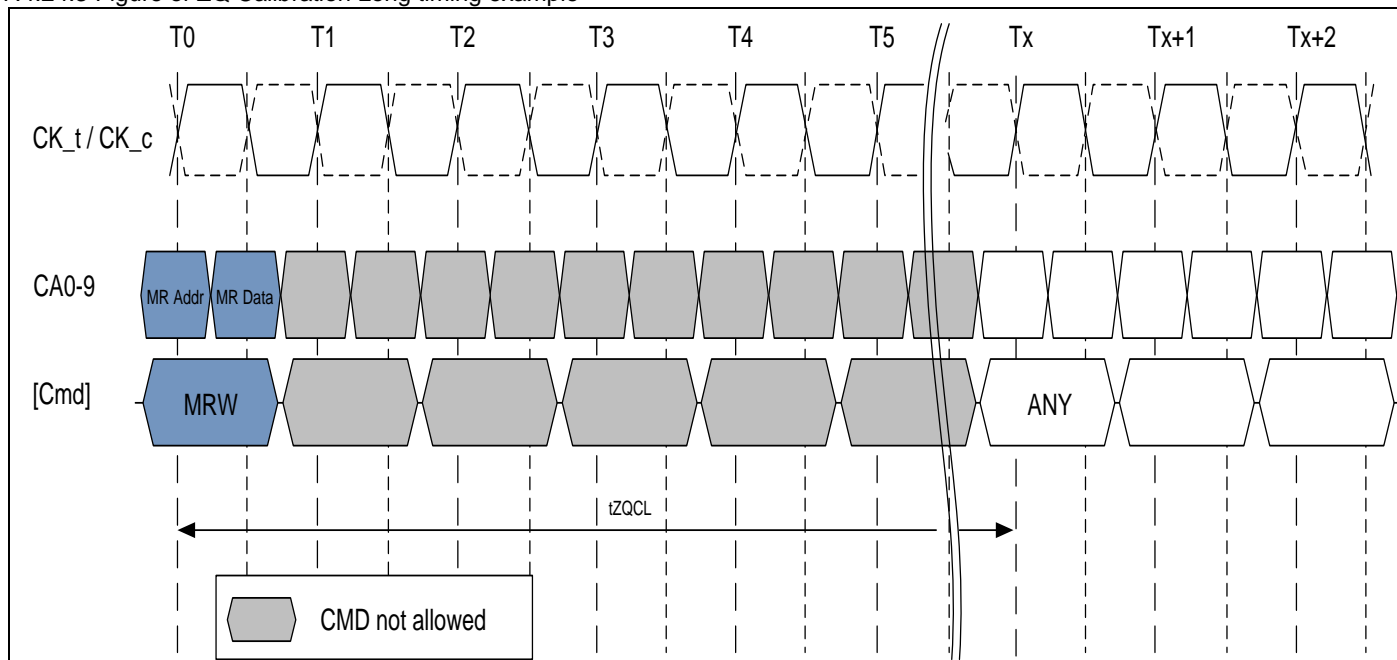 T0 T1 T2 T3 T4 T5 Tx Tx+1 Tx+2
CK_t / CK_c
CA0-9
MR Addr MR Data
[Cmd]
MRW ANY
tZQCL
CMD not allowed